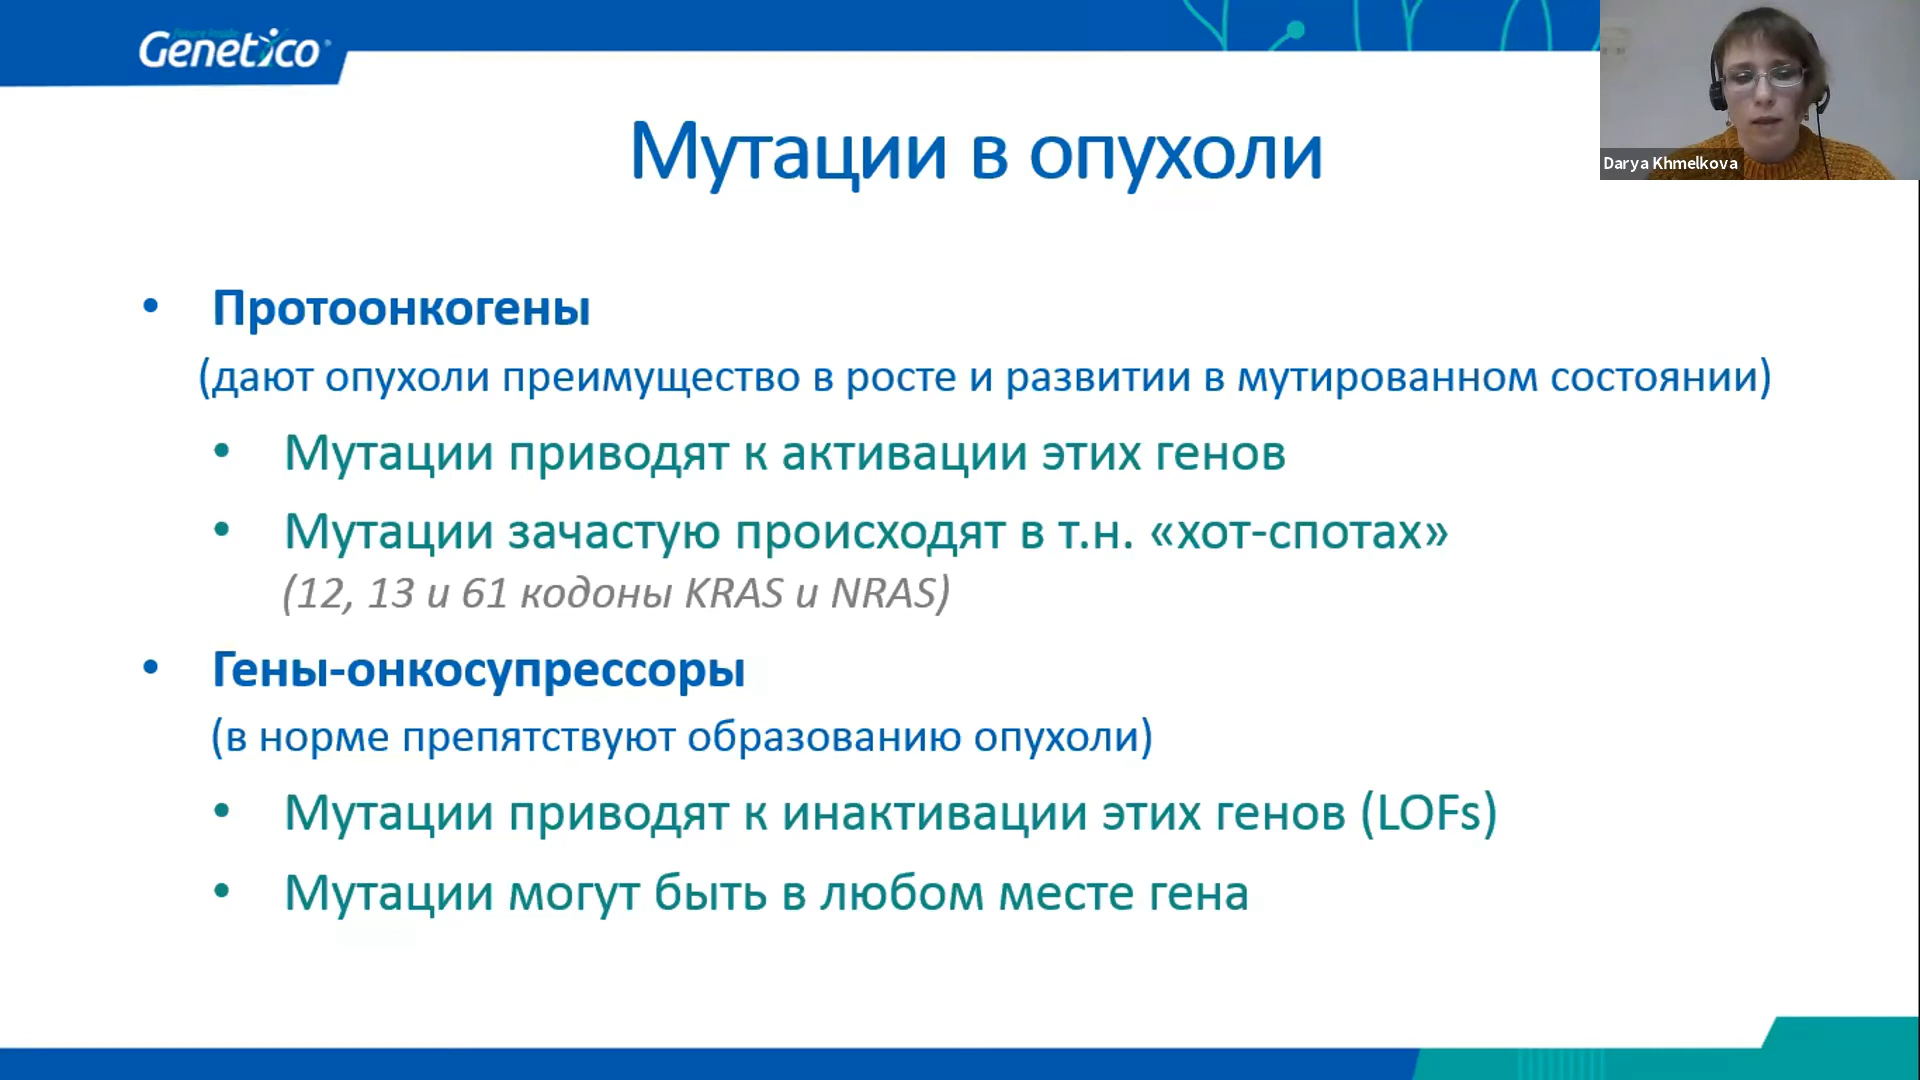 Genetico
Darya Khmelkova
Мутации в опухоли
• Протоонкогены
(дают опухоли преимущество в росте и развитии в мутированном состоянии)
• Мутации приводят к активации этих генов
• Мутации зачастую происходят в т.н. «хот-спотах»
(12, 13 и 61 кодоны KRAS и NRAS)
• Гены-онкосупрессоры
(в норме препятствуют образованию опухоли)
• Мутации приводят к инактивации этих генов (LOFs)
• Мутации могут быть в любом месте гена